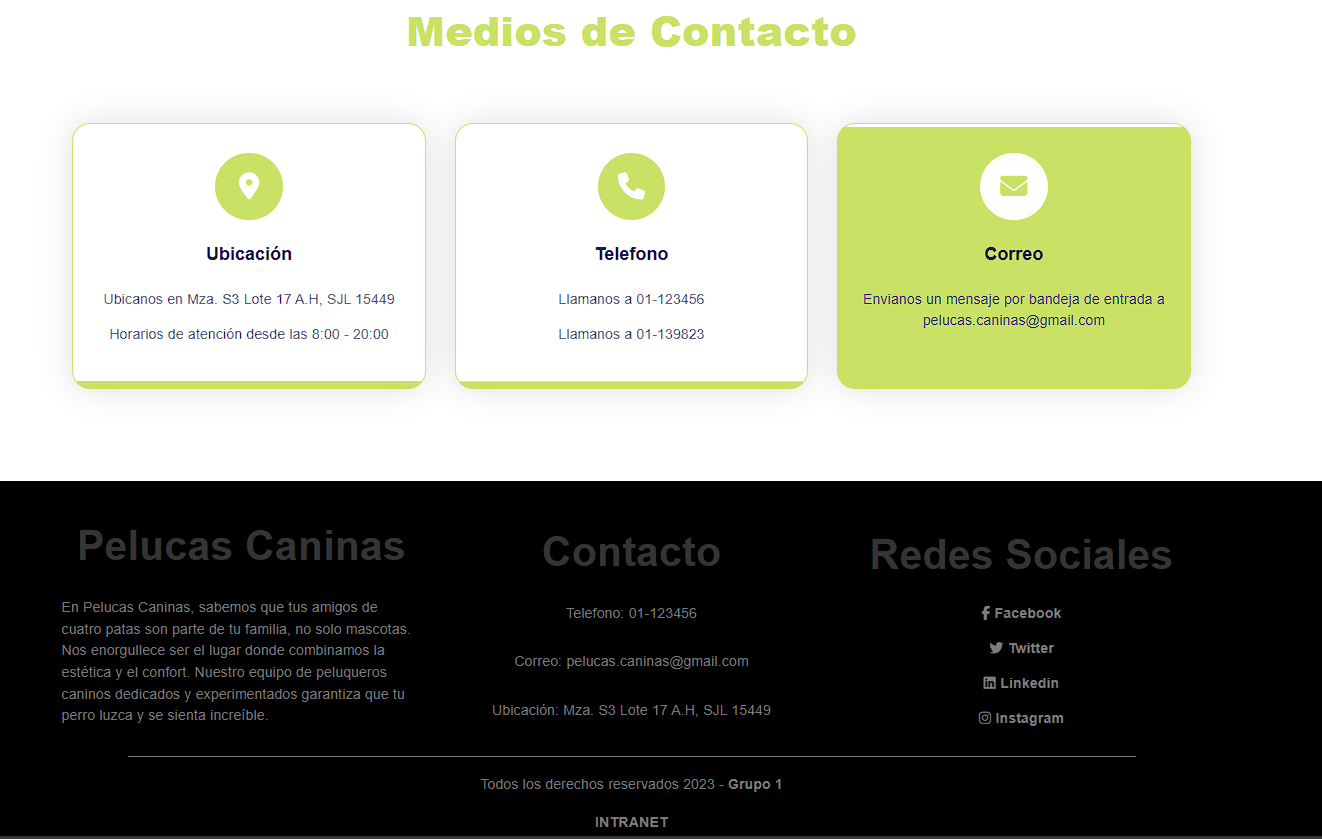 Medios de Contacto
Ubicación
Ubicanos en Mza. S3 Lote 17 A.H, SJL 15449
Horarios de atención desde las 8:00 - 20:00
Telefono
Llamanos a 01-123456
Llamanos a 01-139823
Correo
Envianos un mensaje por bandeja de entrada a
pelucas.caninas@gmail.com
Pelucas Caninas
En Pelucas Caninas, sabemos que tus amigos de
cuatro patas son parte de tu familia, no solo mascotas.
Nos enorgullece ser el lugar donde combinamos la
estética y el confort. Nuestro equipo de peluqueros
caninos dedicados y experimentados garantiza que tu
perro luzca y se sienta increíble.
Contacto
Telefono: 01-123456
Correo: pelucas.caninas@gmail.com
Ubicación: Mza. S3 Lote 17 A.H, SJL 15449
Redes Sociales
Facebook
Twitter
Linkedin
Instagram
Todos los derechos reservados 2023 - Grupo 1
INTRANET